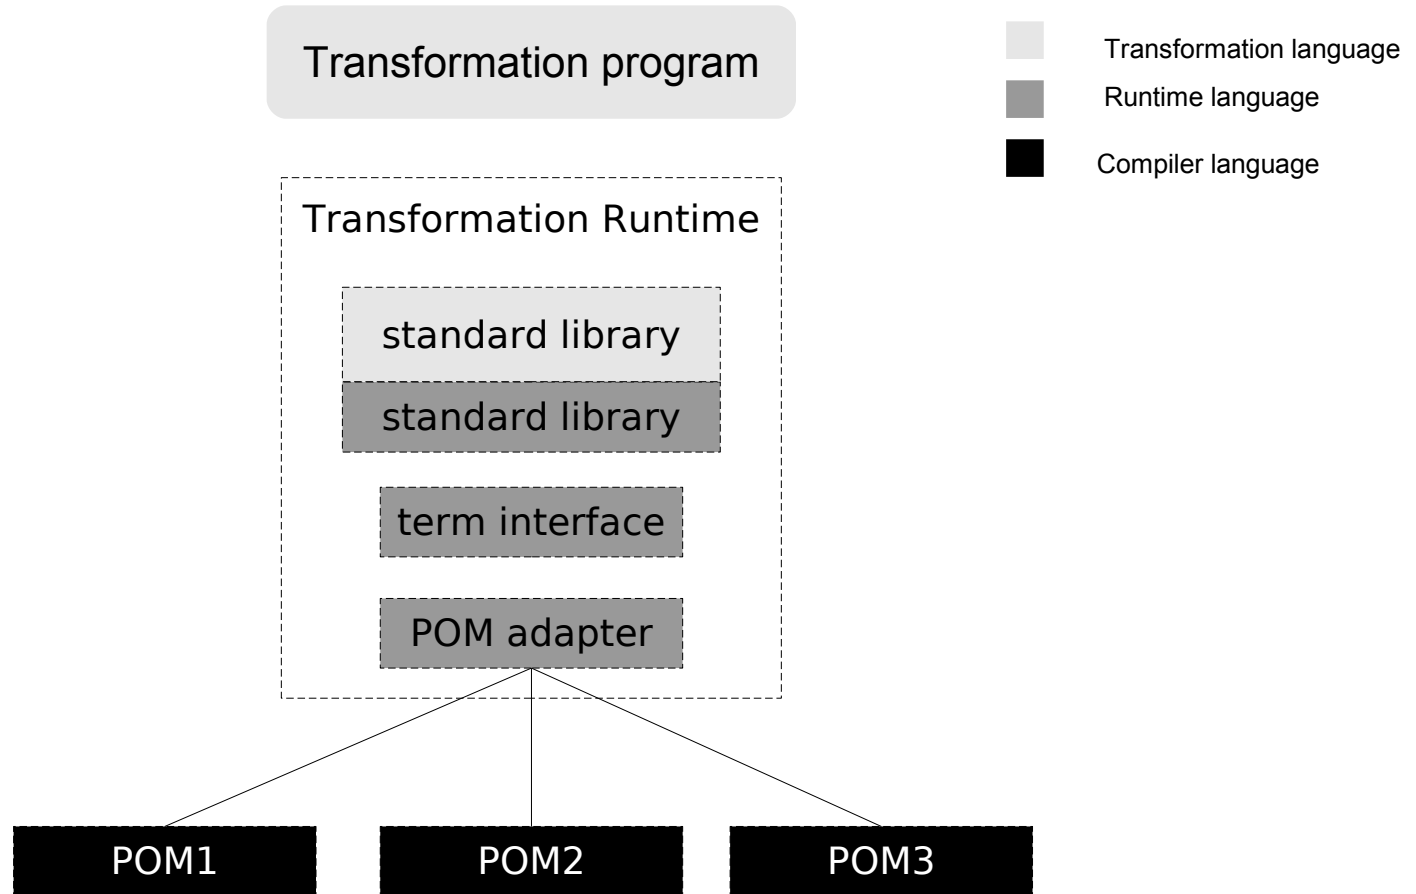 Transformation program
Transformation language
Runtime language
Compiler language
Transformation Runtime
standard library
standard library
term interface
POM adapter
POM1
POM2
POM3